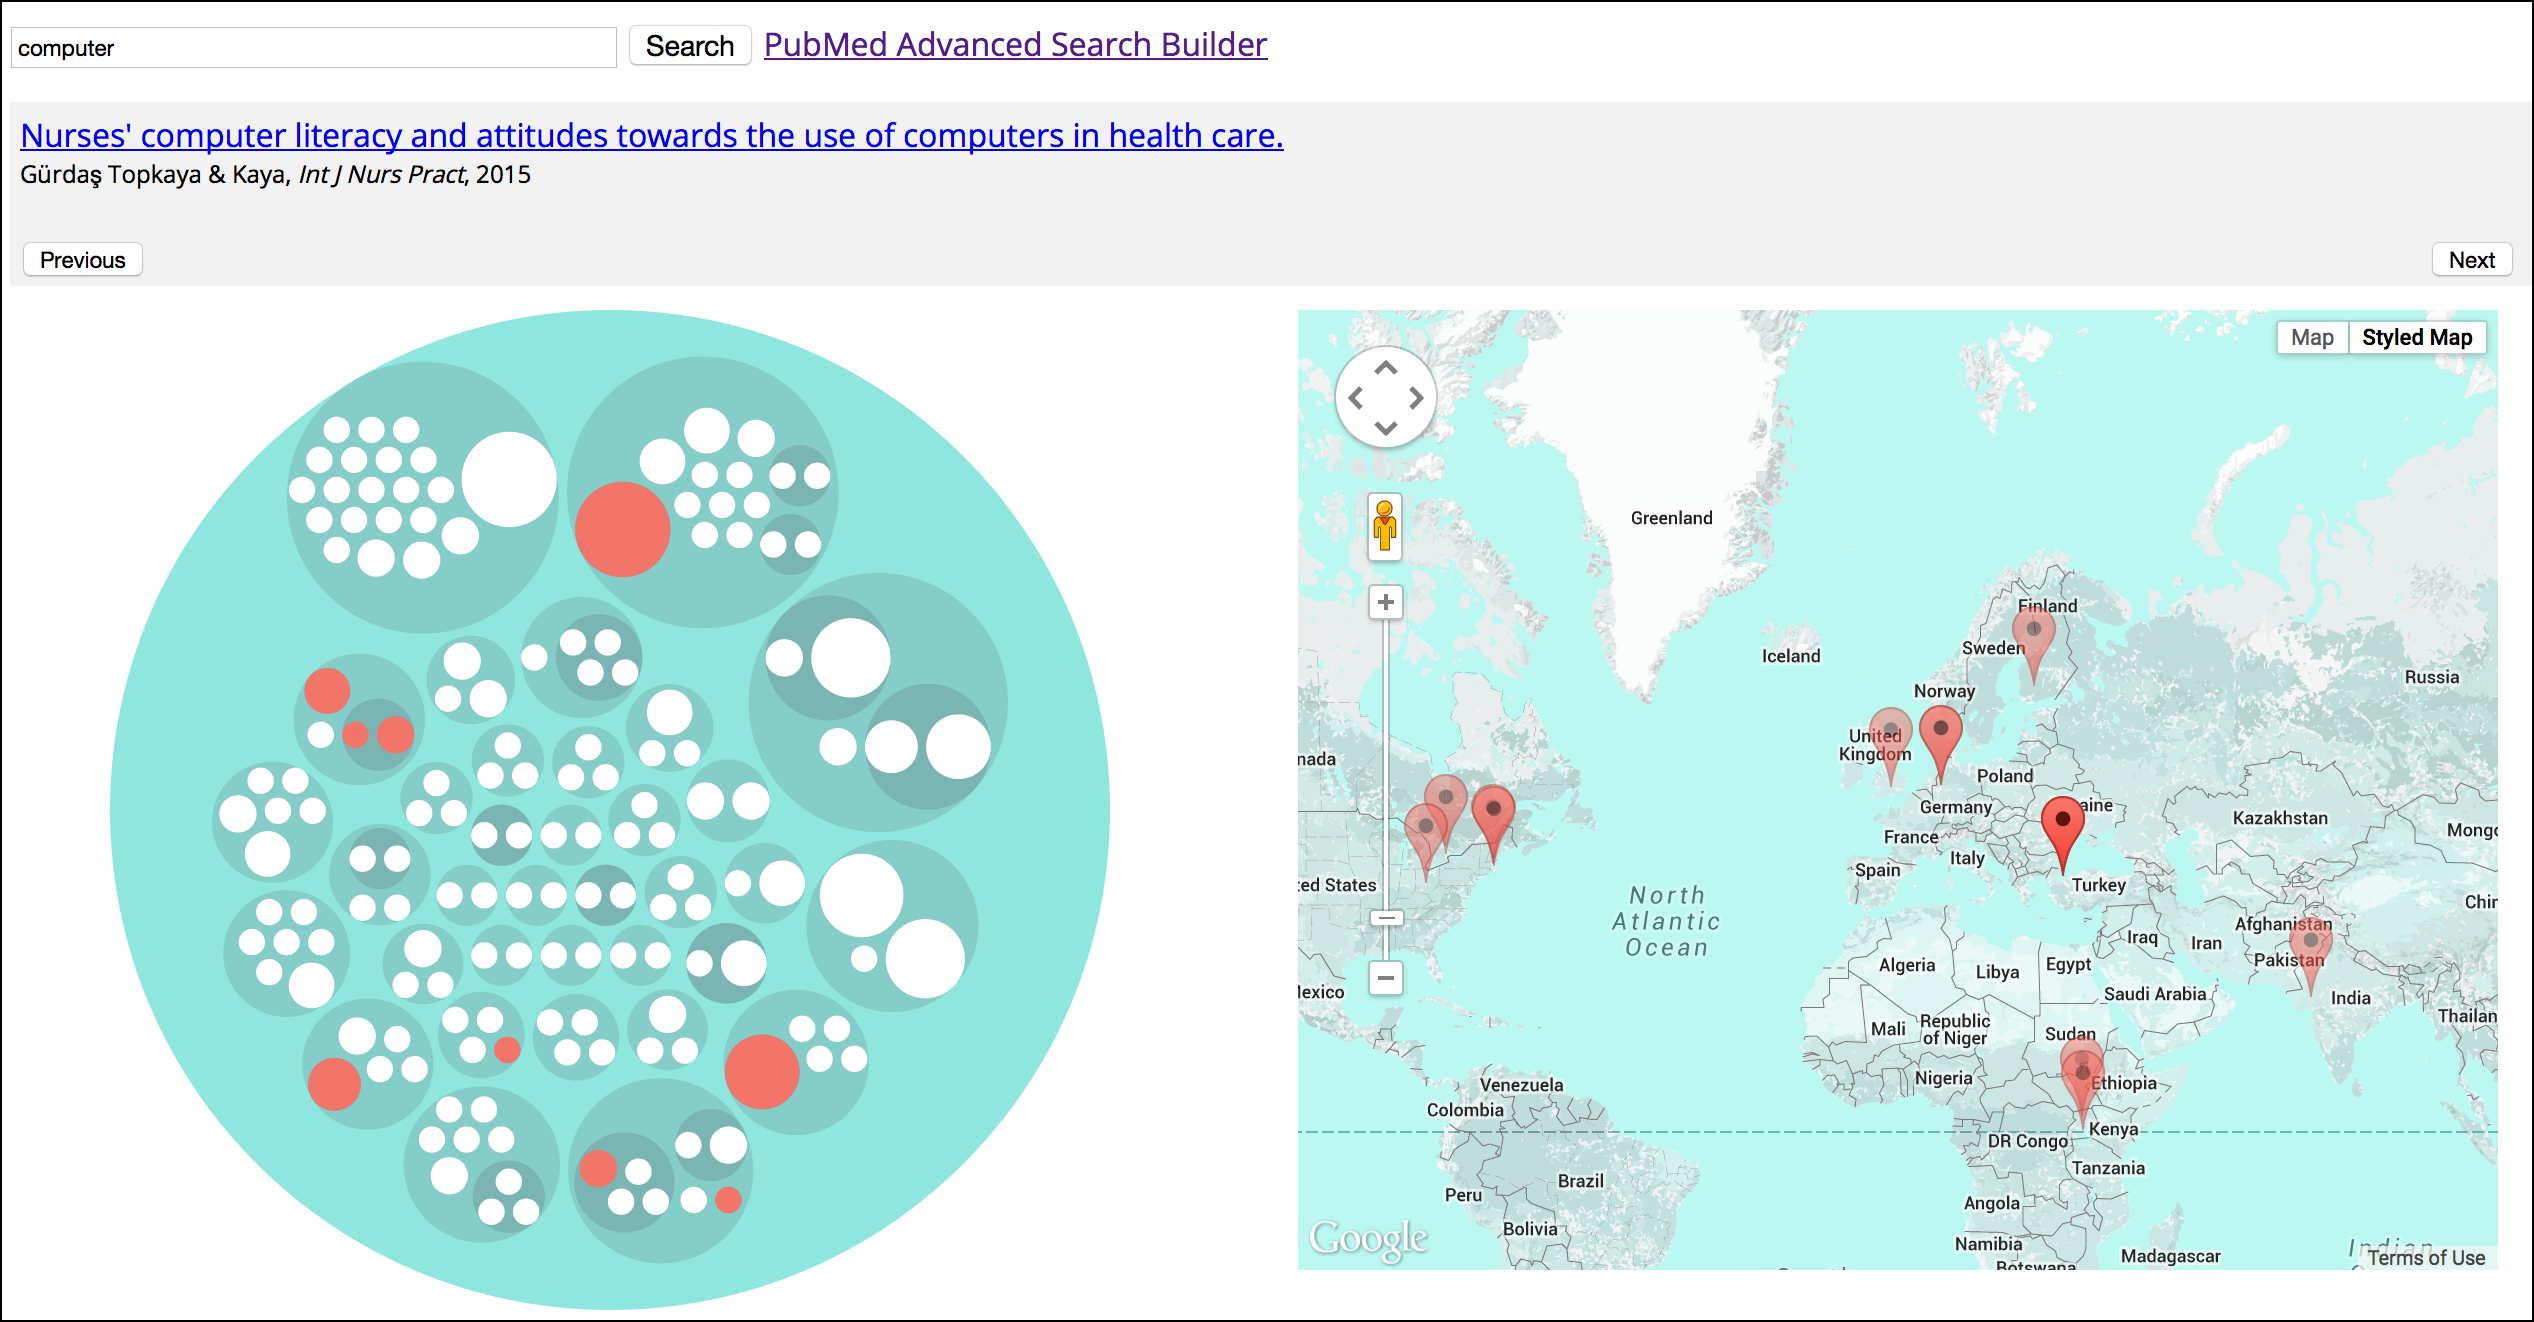 computer
Search
PubMed Advanced Search Builder
Nurses' computer literacy and attitudes towards the use of computers in health care.
Gürdaş Topkaya & Kaya, Int J Nurs Pract, 2015
Previous
Next
Map
Styled Map
Greenland
Finland
Iceland
Sweden
Russia
Norway
United
Kingdom
nada
Poland
Germany
aine
Kazakhstan
Mongo
France
Italy
Spain
ted States
Turkey
North
Atlantic
Ocean
Chin
Afghanistan
Iraq
Iran
Pakistan
Algeria
Libya
Egypt
Saudi Arabia
lexico
India
Mali
Republic
of Niger
Sudan
Thailan
Nigeria
Ethiopia
Venezuela
Colombia
Kenya
DR Congo
Tanzania
Brazil
Peru
Angola
Bolivia
Google
Namibia
Madagascar
Indian
Terms of Use
Botswana